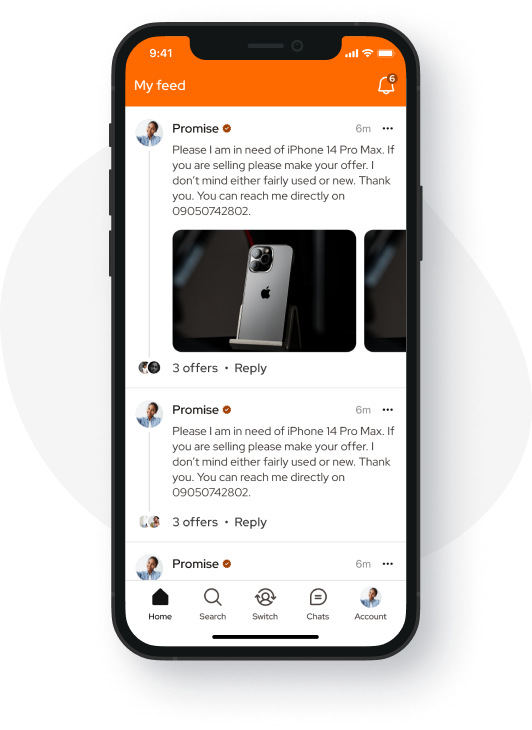 9:41
My feed
6
Promise
6m
Please I am in need of iPhone 14 Pro Max. If
you are selling please make your offer. I
don't mind either fairly used or new. Thank
you. You can reach me directly on
09050742802.
3 offers • Reply
Promise
6m
Please I am in need of iPhone 14 Pro Max. If
you are selling please make your offer. I
don't mind either fairly used or new. Thank
you. You can reach me directly on
09050742802.
3 offers • Reply
Promise
6m
Home
Search
Switch
Chats
Account